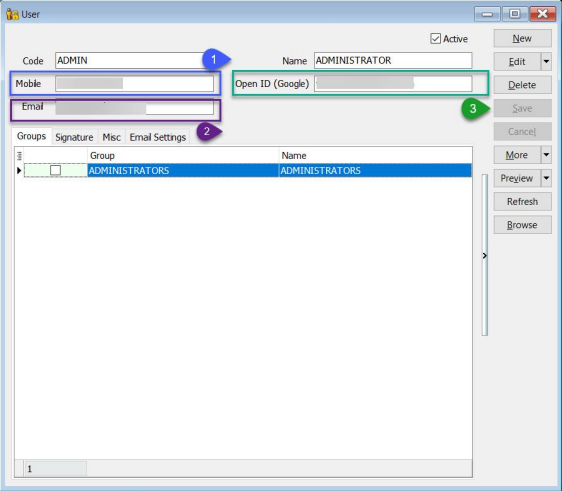 User
Active
Code ADMIN 1 Name ADMINISTRATOR
Mobile Open ID (Google)
Email 2 3
Groups Signature Misc Email Settings
Group Name
ADMINISTRATORS ADMINISTRATORS
1
New
Edit
Delete
Save
Cancel
More
Preview
Refresh
Browse